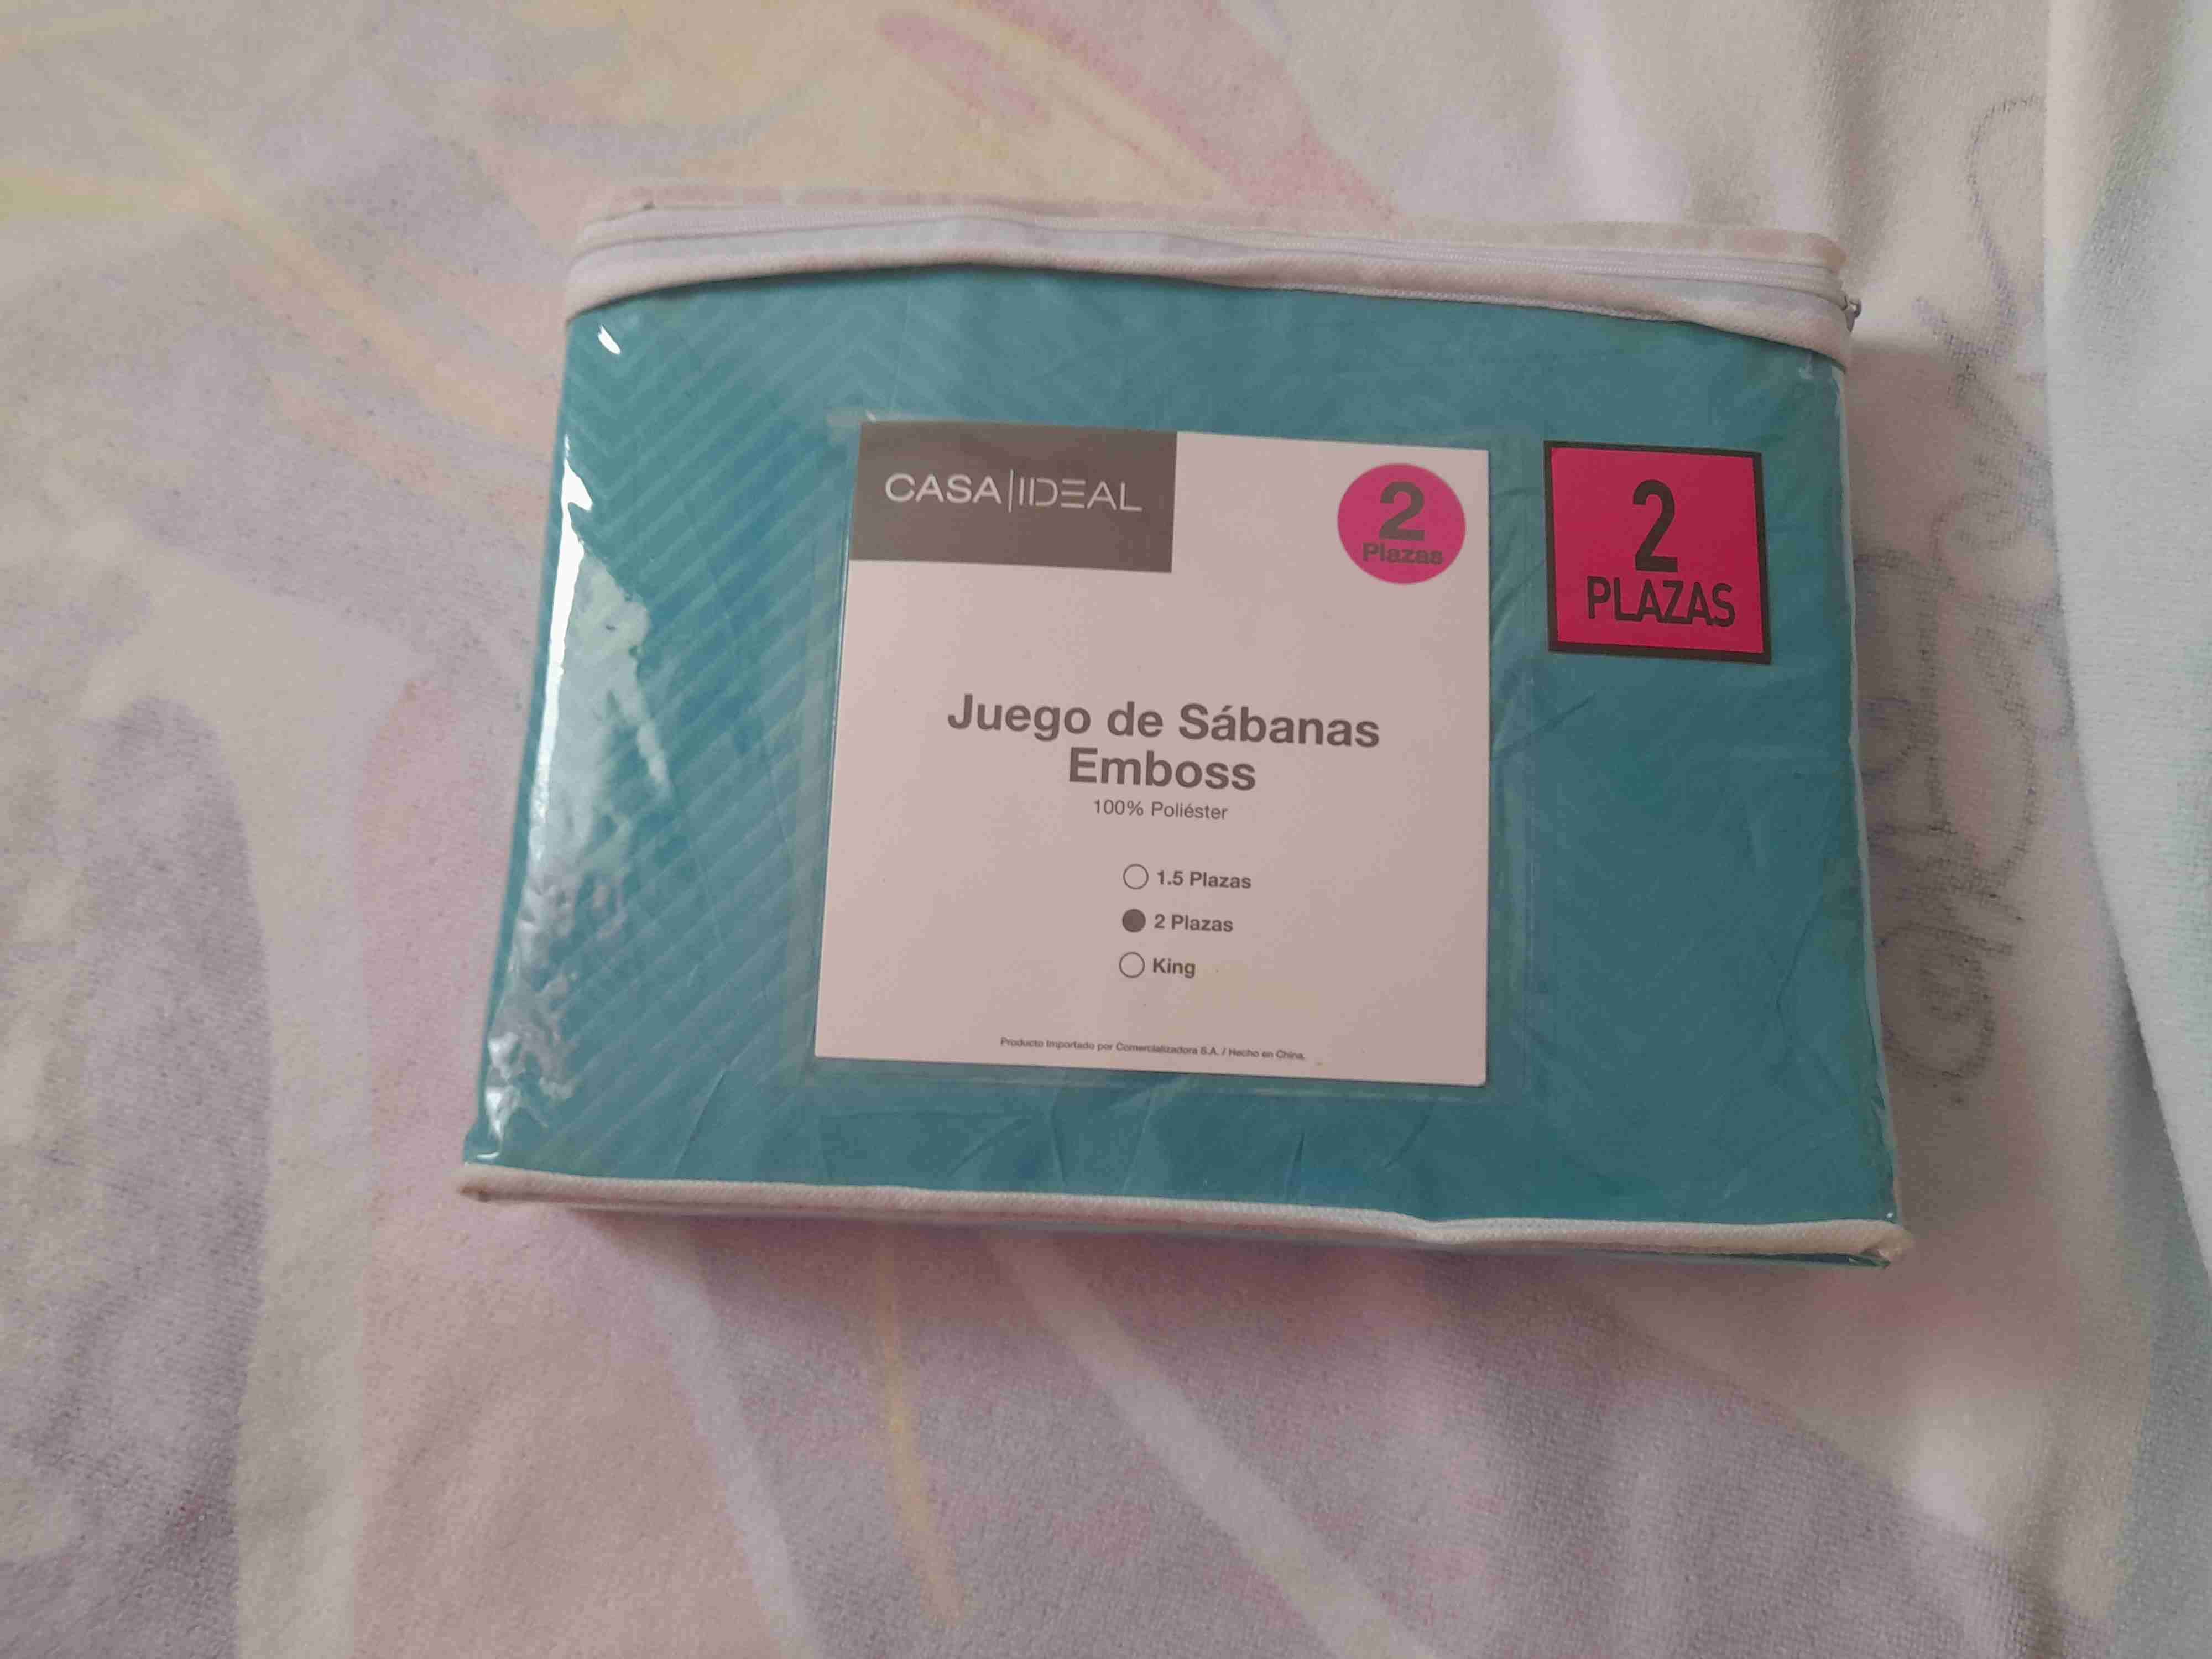 CASA|IDEAL
2
Plazas
2
PLAZAS
Juego de Sábanas
Emboss
100% Poliéster
1.5 Plazas
2 Plazas
King
Producto Importado por Comercializadora S.A. / Hecho en China.